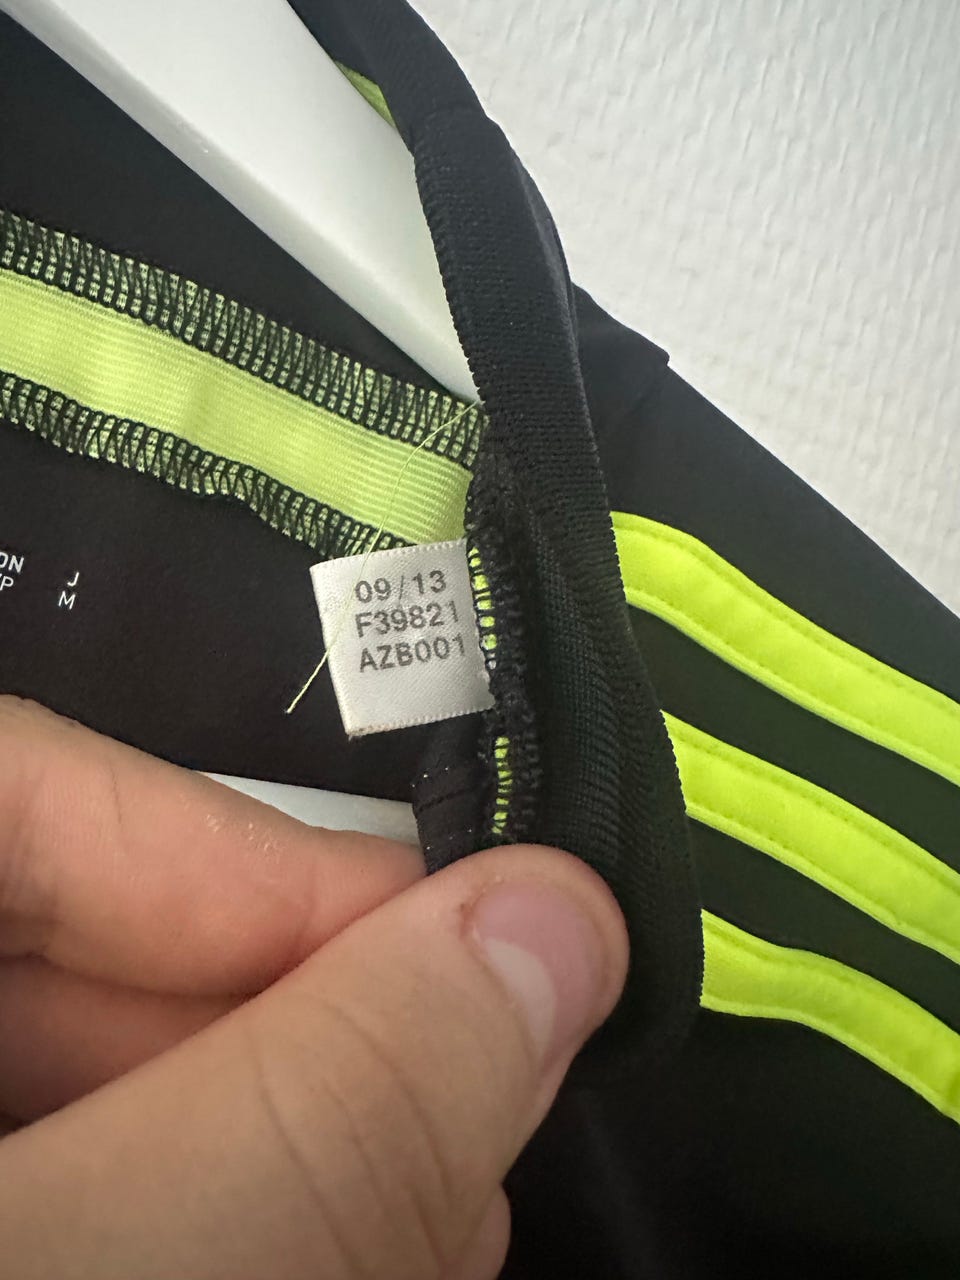 ON J
P M
09/13
F39821
AZB001